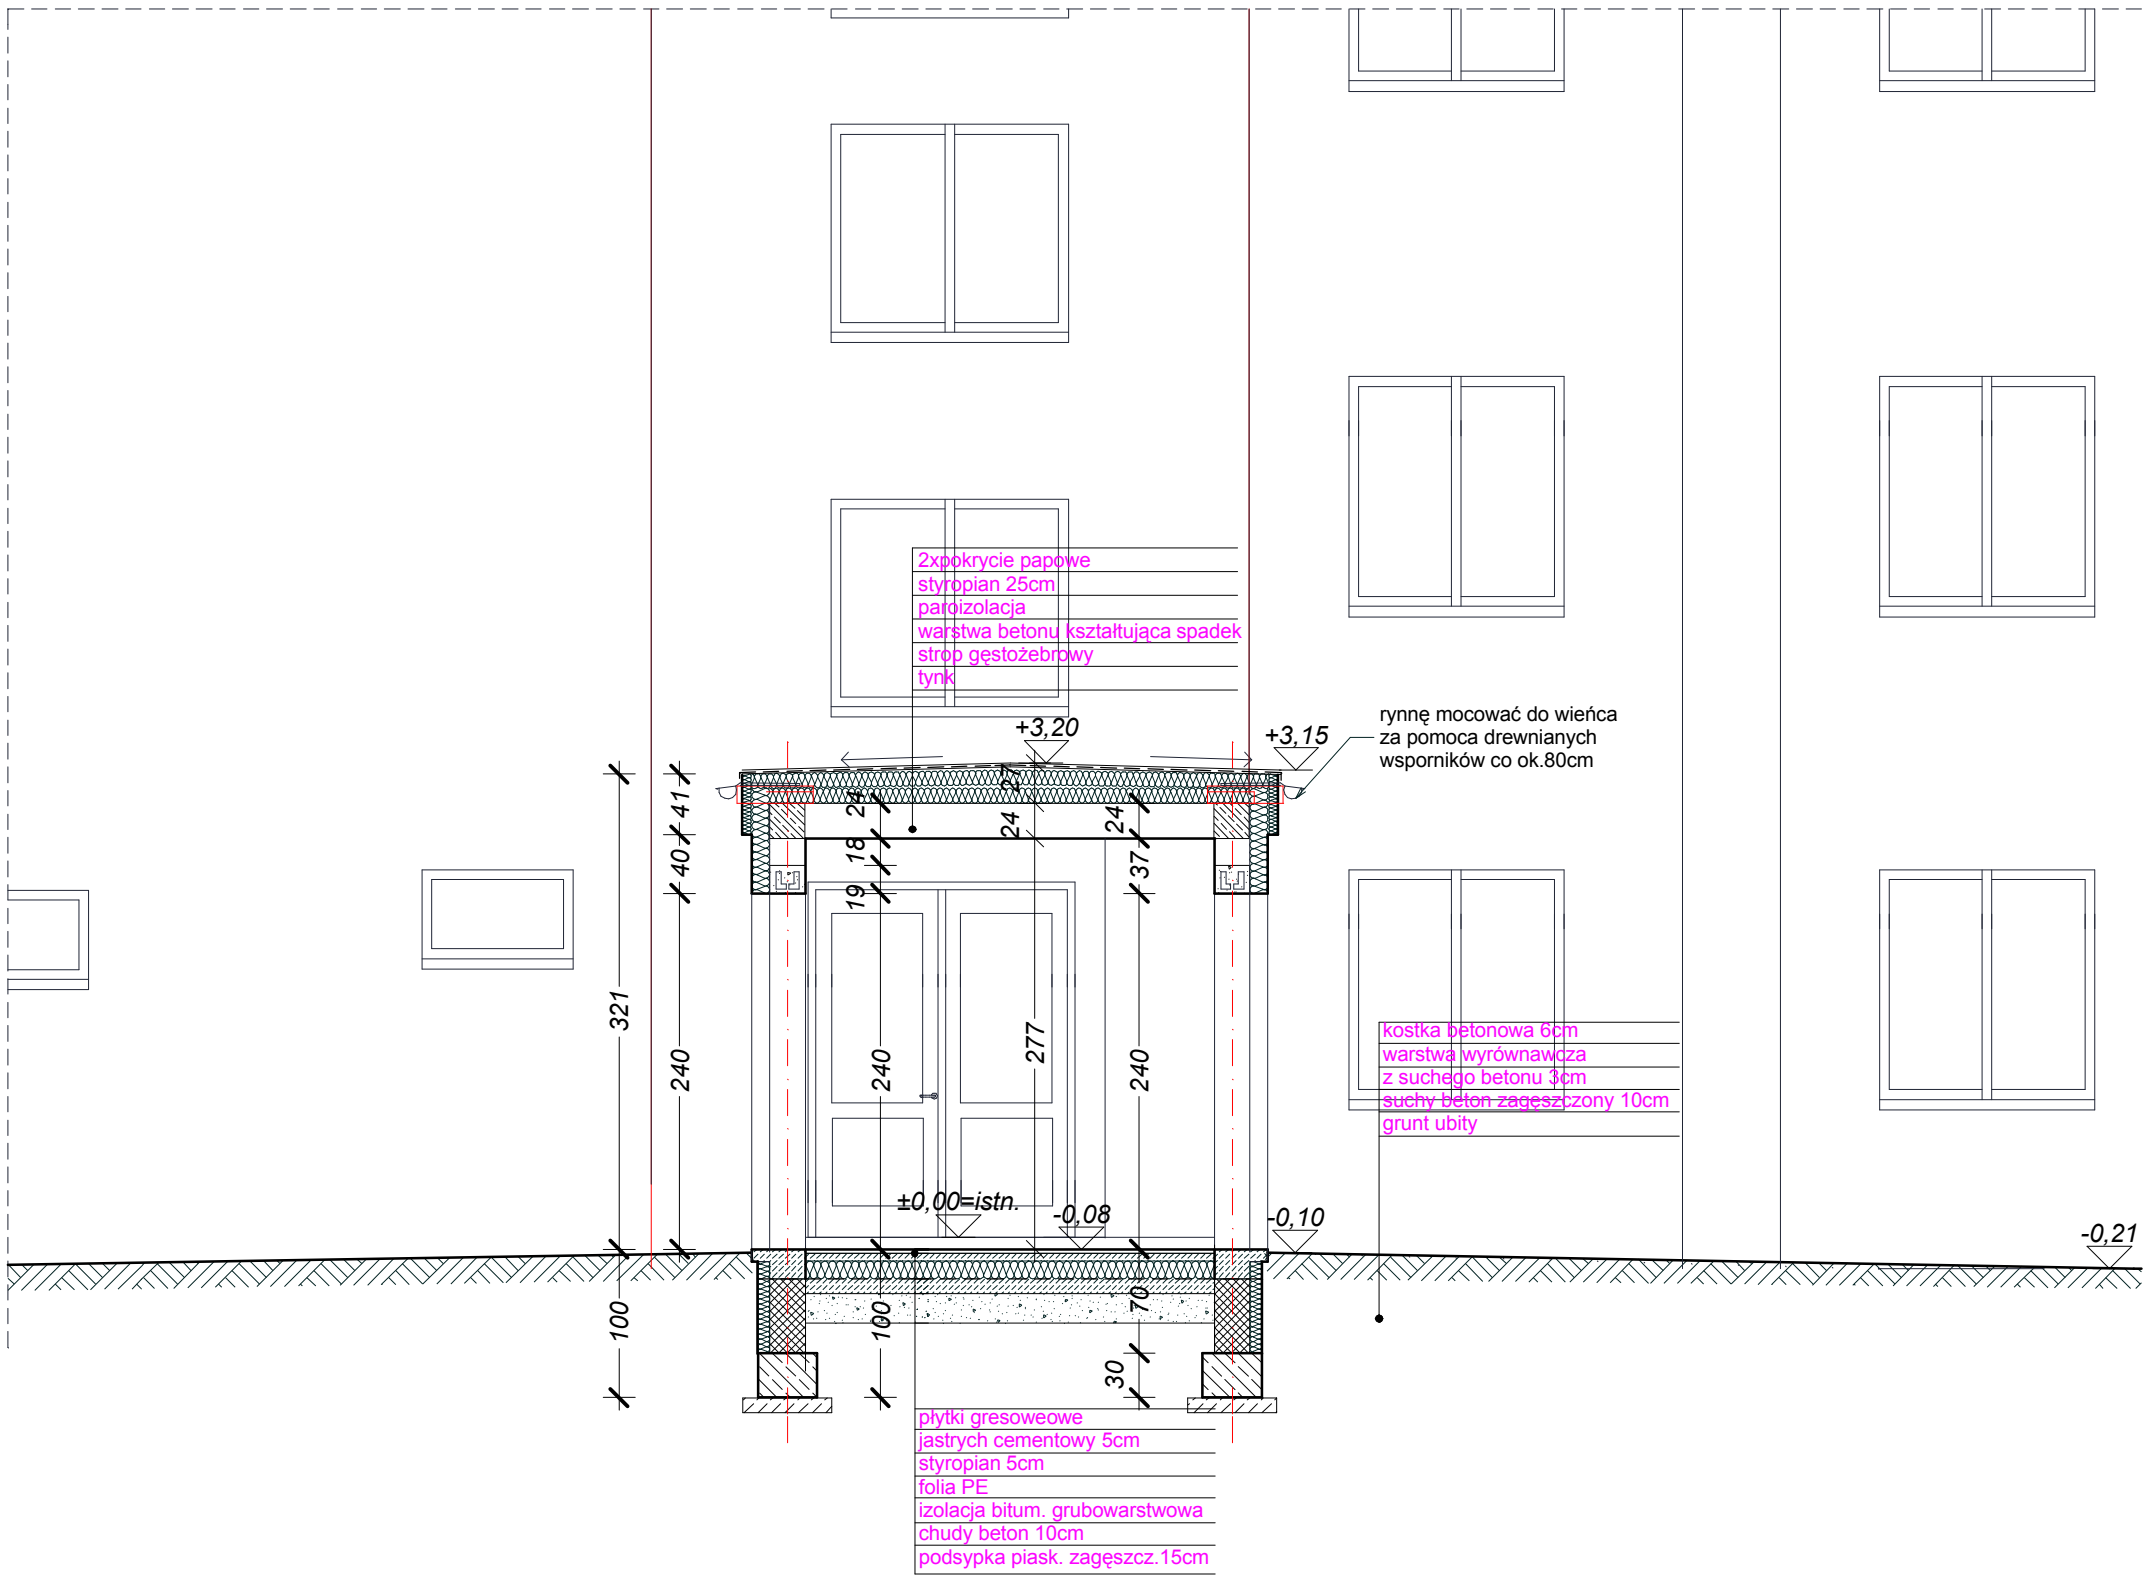 2xpokrycie papowe
styropian 25cm
paroizolacja
warstwa betonu kształtująca spadek
strop gęstożebrowy
tynk
+3,20
+3,15
rynnę mocować do wieńca
za pomoca drewnianych
wsporników co ok.80cm
41
40
321
240
100
24
18
19
240
100
27
24
277
24
37
240
70
30
kostka betonowa 6cm
warstwa wyrównawcza
z suchego betonu 3cm
suchy beton zagęszczony 10cm
grunt ubity
±0,00=istn.
-0,08
-0,10
-0,21
płytki gresoweowe
jastrych cementowy 5cm
styropian 5cm
folia PE
izolacja bitum. grubowarstwowa
chudy beton 10cm
podsypka piask. zagęszcz.15cm